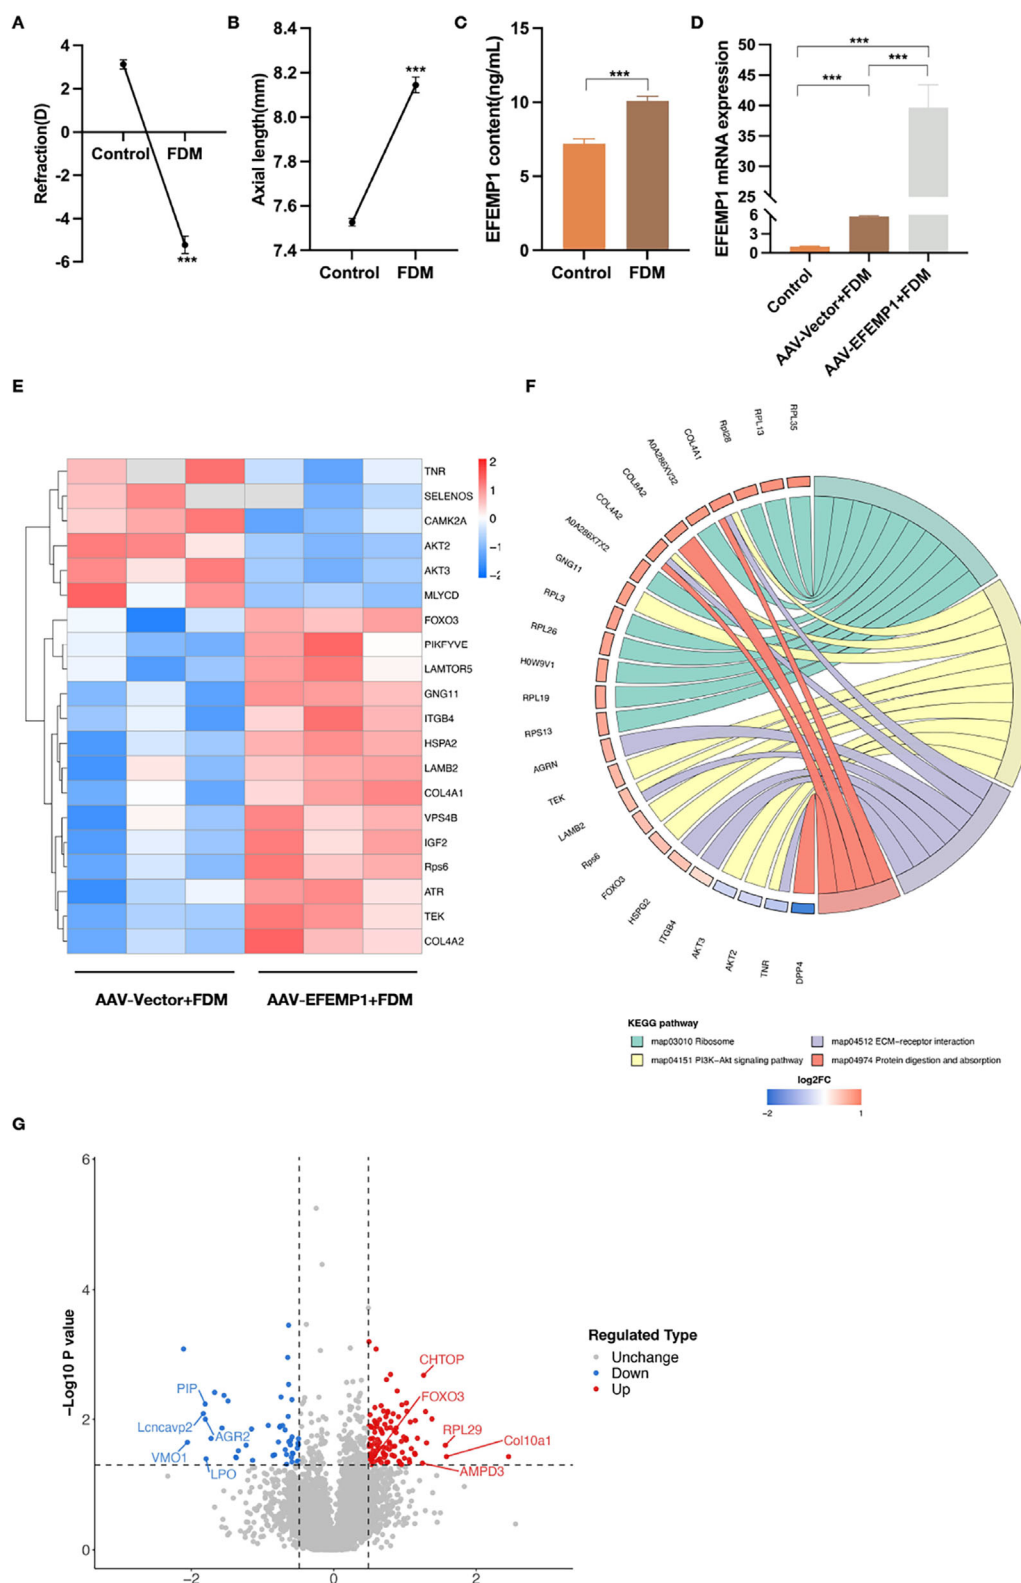 A
4
2
0
-2
-4
-6
Refraction(D)
Control
FDM
***
B
8.4
8.2
8.0
7.8
7.6
7.4
Axial length(mm)
***
Control
FDM
C
15
10
5
0
EFEMP1 content(ng/mL)
***
Control
FDM
D
50
45
40
35
30
25
6
3
0
EFEMP1 mRNA expression
***
***
***
Control
AAV-Vector+FDM
AAV-EFEMP1+FDM
E
TNR
SELENOS
CAMK2A
AKT2
AKT3
MLYCD
FOXO3
PIKFYVE
LAMTOR5
GNG11
ITGB4
HSPA2
LAMB2
COL4A1
VPS4B
IGF2
Rps6
ATR
TEK
COL4A2
2
1
0
-1
-2
AAV-Vector+FDM
AAV-EFEMP1+FDM
F
RPL35
RPL13
Rpl28
COL4A1
A0A286XV32
COL8A2
COL4A2
A0A286X7X2
GNG11
RPL3
RPL26
H0W9V1
RPL19
RPS13
AGRN
TEK
LAMB2
Rps6
FOXO3
HSPG2
ITGB4
AKT3
AKT2
TNR
DPP4
KEGG pathway
map03010 Ribosome
map04512 ECM-receptor interaction
map04151 PI3K-Akt signaling pathway
map04974 Protein digestion and absorption
log2FC
-2
1
G
6
4
2
0
-Log10 P value
PIP
Lcncavp2
AGR2
VMO1
LPO
CHTOP
FOXO3
RPL29
Col10a1
AMPD3
Regulated Type
Unchange
Down
Up
-2
0
2